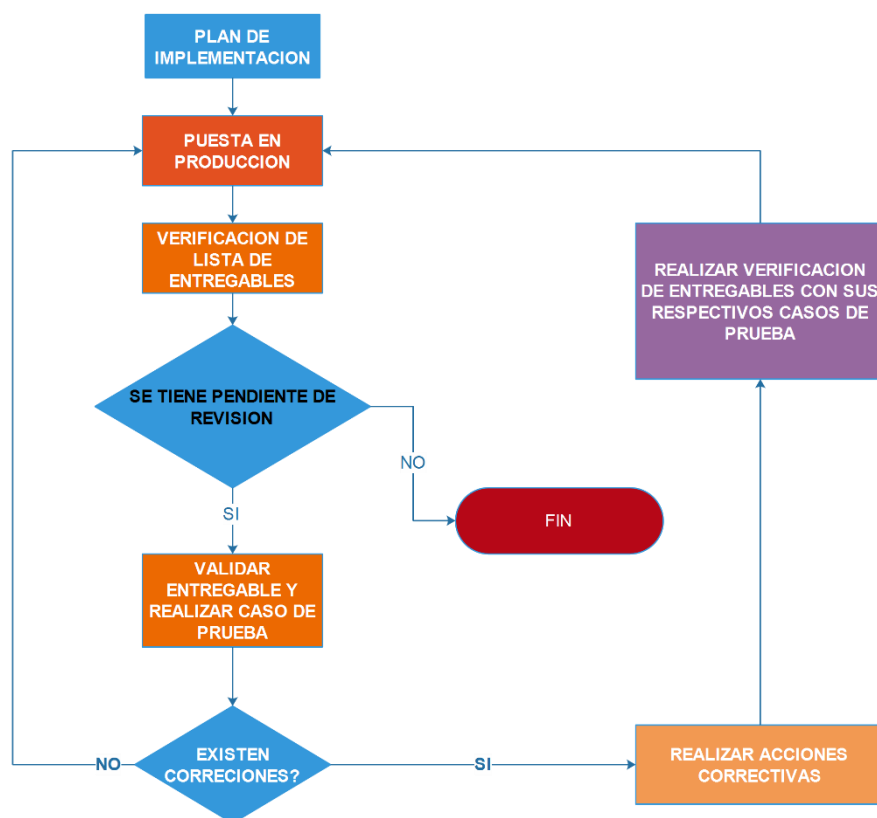 PLAN DE
IMPLEMENTACION
PUESTA EN
PRODUCCION
VERIFICACION DE
LISTA DE
ENTREGABLES
REALIZAR VERIFICACION
DE ENTREGABLES CON SUS
RESPECTIVOS CASOS DE
PRUEBA
SE TIENE PENDIENTE DE
REVISION
NO
SI
FIN
VALIDAR
ENTREGABLE Y
REALIZAR CASO DE
PRUEBA
EXISTEN
CORRECIONES?
NO
SI
REALIZAR ACCIONES
CORRECTIVAS